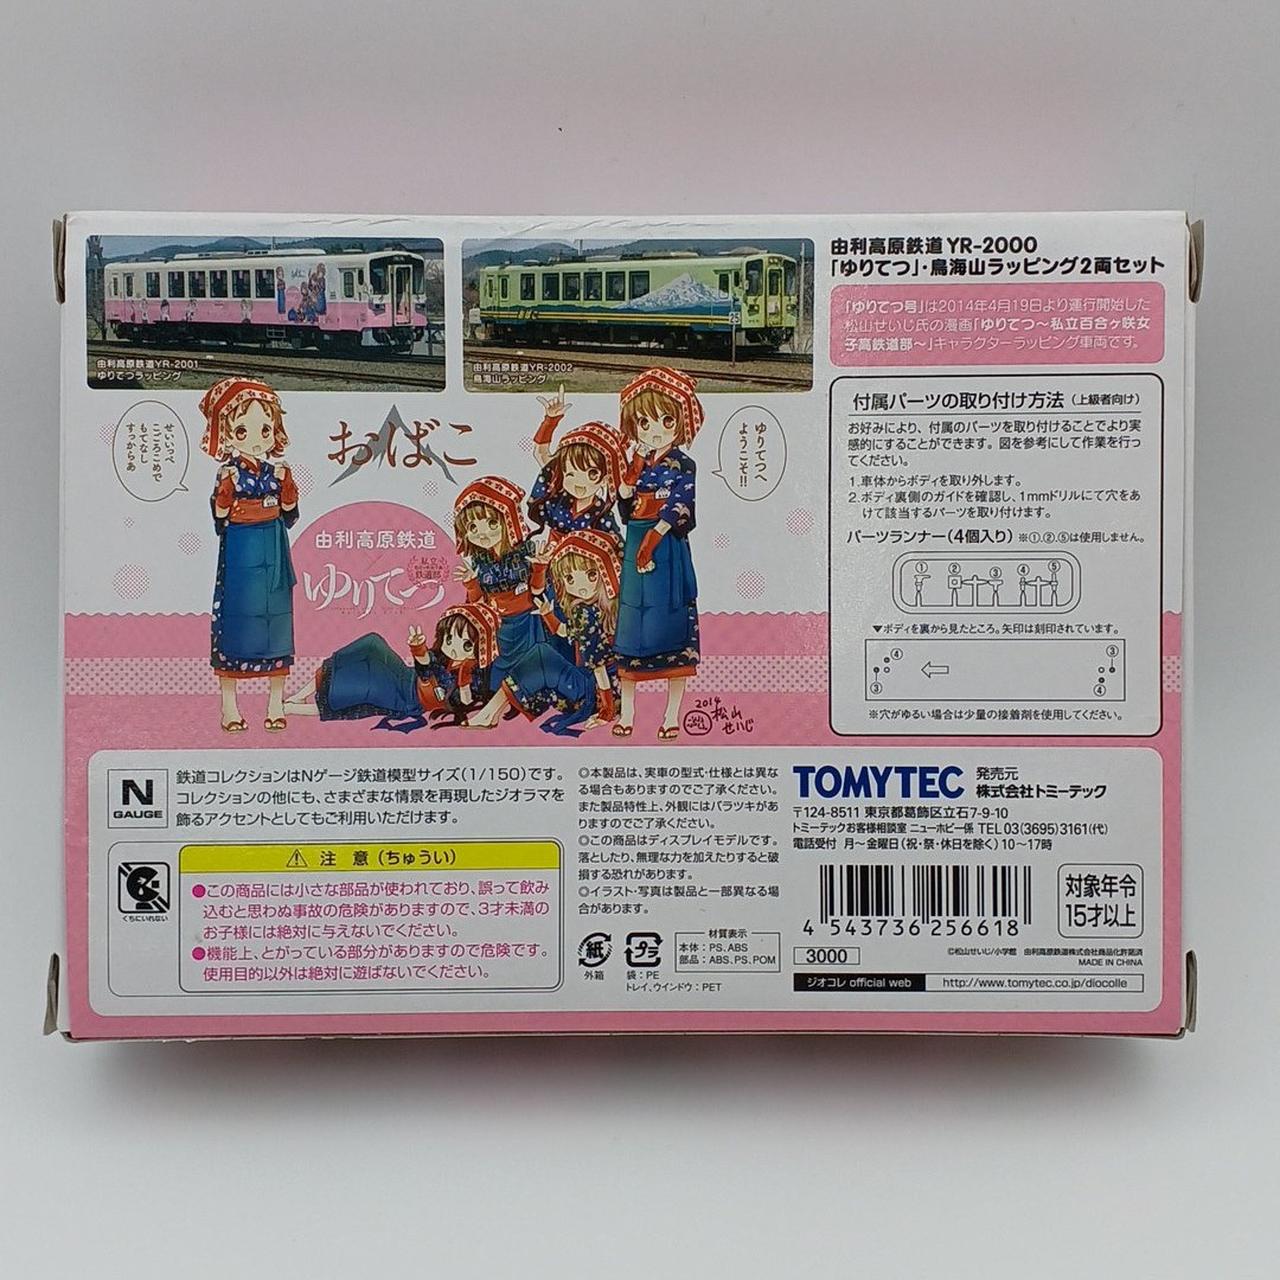 由利高原鉄道YR-2001
ゆりてつラッピング
由利高原鉄道YR-2002
鳥海山ラッピング
由利高原鉄道YR-2000
「ゆりてつ」・鳥海山ラッピング2両セット
「ゆりてつ号」は2014年4月19日より運行開始した
松山せいじ氏の漫画「ゆりてつ～私立百合ヶ咲女
子高鉄道部～」キャラクターラッピング車両です。
せいいっぺ
こごろこめで
もてなし
すっからあ
おばこ
ゆりてつへ
ようこそ!!
由利高原鉄道
私立
鉄道部
ゆりてつ
2014
松山
せいじ
付属パーツの取り付け方法（上級者向け）
お好みにより、付属のパーツを取り付けることでより実
感的にすることができます。図を参考にして作業を行っ
てください。
1.車体からボディを取り外します。
2.ボディ裏側のガイドを確認し、1mmドリルにて穴をあ
けて該当するパーツを取り付けます。
パーツランナー（4個入り）※①.②.⑤は使用しません。
① ② ③ ④ ⑤
▼ボディを裏から見たところ。矢印は刻印されています。
④
③
③
④
※穴がゆるい場合は少量の接着剤を使用してください。
N
GAUGE
鉄道コレクションはNゲージ鉄道模型サイズ(1/150)です。
コレクションの他にも、さまざまな情景を再現したジオラマを
飾るアクセントとしてもご利用いただけます。
くちにいれない
注 意（ちゅうい）
●この商品には小さな部品が使われており、誤って飲み
込むと思わぬ事故の危険がありますので、3才未満の
お子様には絶対に与えないでください。
●機能上、とがっている部分がありますので危険です。
使用目的以外は絶対に遊ばないでください。
◎本製品は、実車の型式・仕様とは異な
る場合もありますのでご了承ください。
また製品特性上、外観にはバラツキがあ
りますのでご了承ください。
◎この商品はディスプレイモデルです。
落としたり、無理な力を加えたりすると破
損する恐れがあります。
◎イラスト・写真は製品と一部異なる場
合があります。
紙
外箱
プラ
袋：PE
トレイ、ウインドウ：PET
材質表示
本体：PS、ABS
部品：ABS、PS、POM
TOMYTEC 発売元
株式会社トミーテック
〒124-8511 東京都葛飾区立石7-9-10
トミーテックお客様相談室 ニューホビー係 TEL 03(3695)3161(代)
電話受付 月～金曜日(祝・祭・休日を除く) 10～17時
4 543736 256618
対象年令
15才以上
3000
©松山せいじ/小学館 由利高原鉄道株式会社商品化許諾済
MADE IN CHINA
ジオコレ official web
http://www.tomytec.co.jp/diocolle